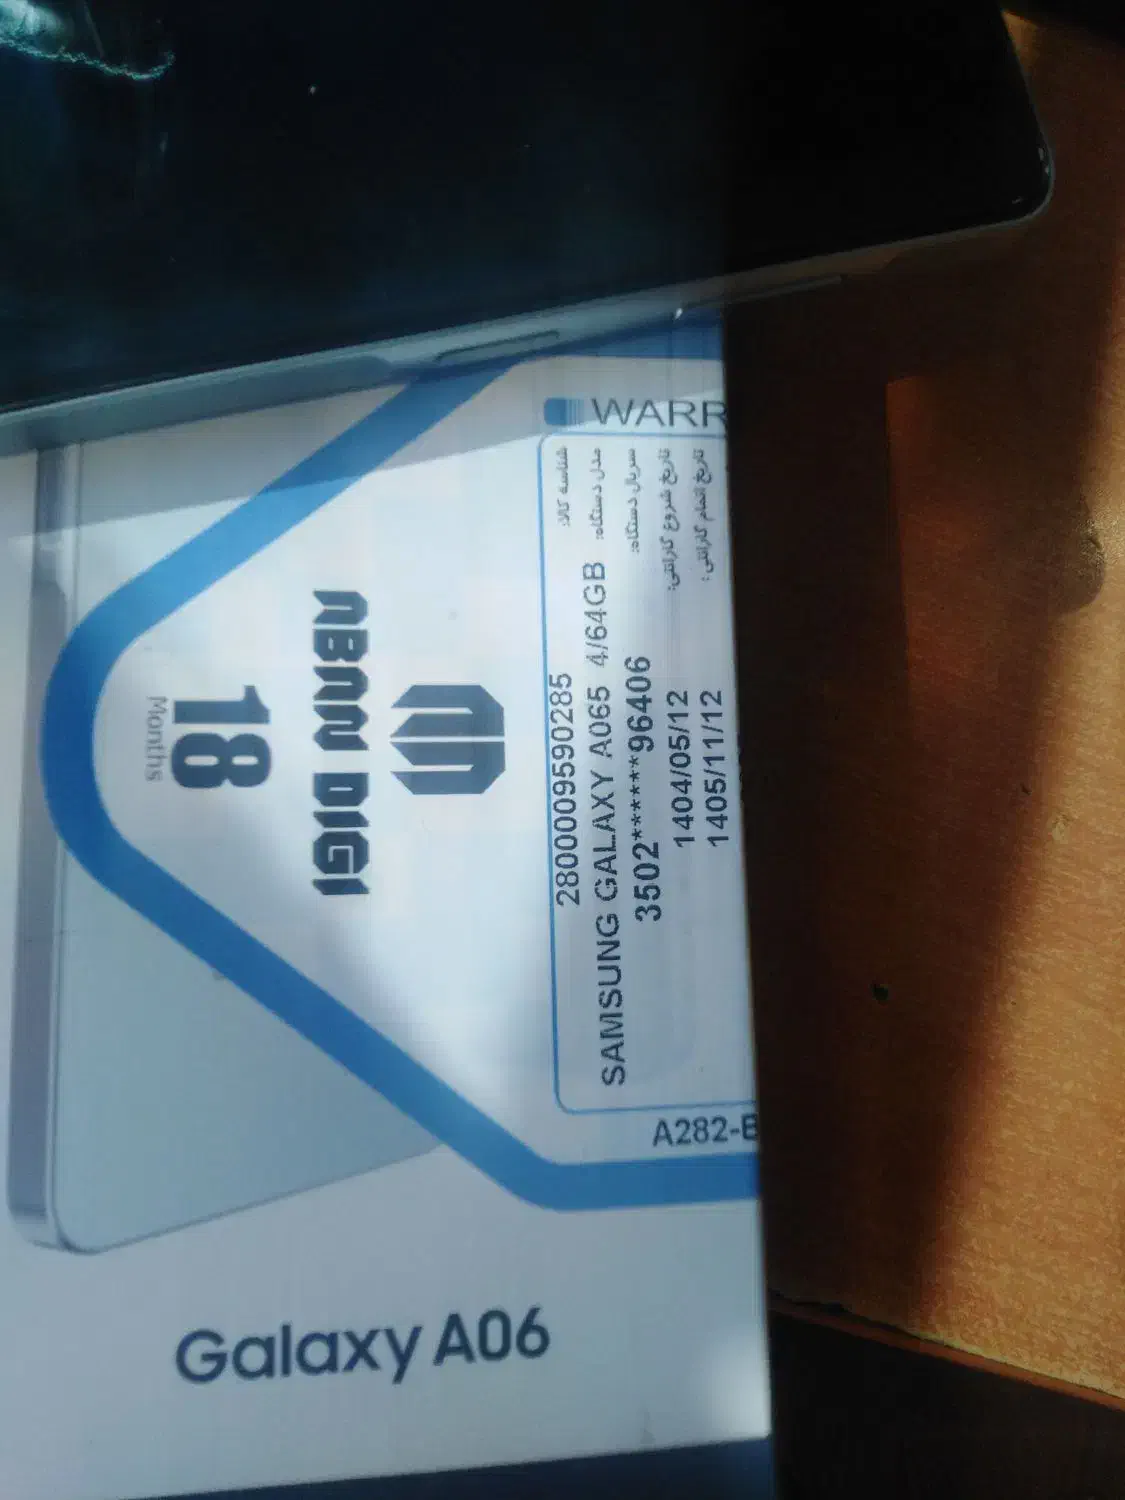 WARR
شناسه کالا:
2800009590285
مدل دستگاه:
SAMSUNG GALAXY A065 4/64GB
سریال دستگاه:
3502*******96406
تاریخ شروع گارانتی:
1404/05/12
تاریخ اتمام گارانتی:
1405/11/12
A282-B
ABAN DIGI
18
Months
Galaxy A06